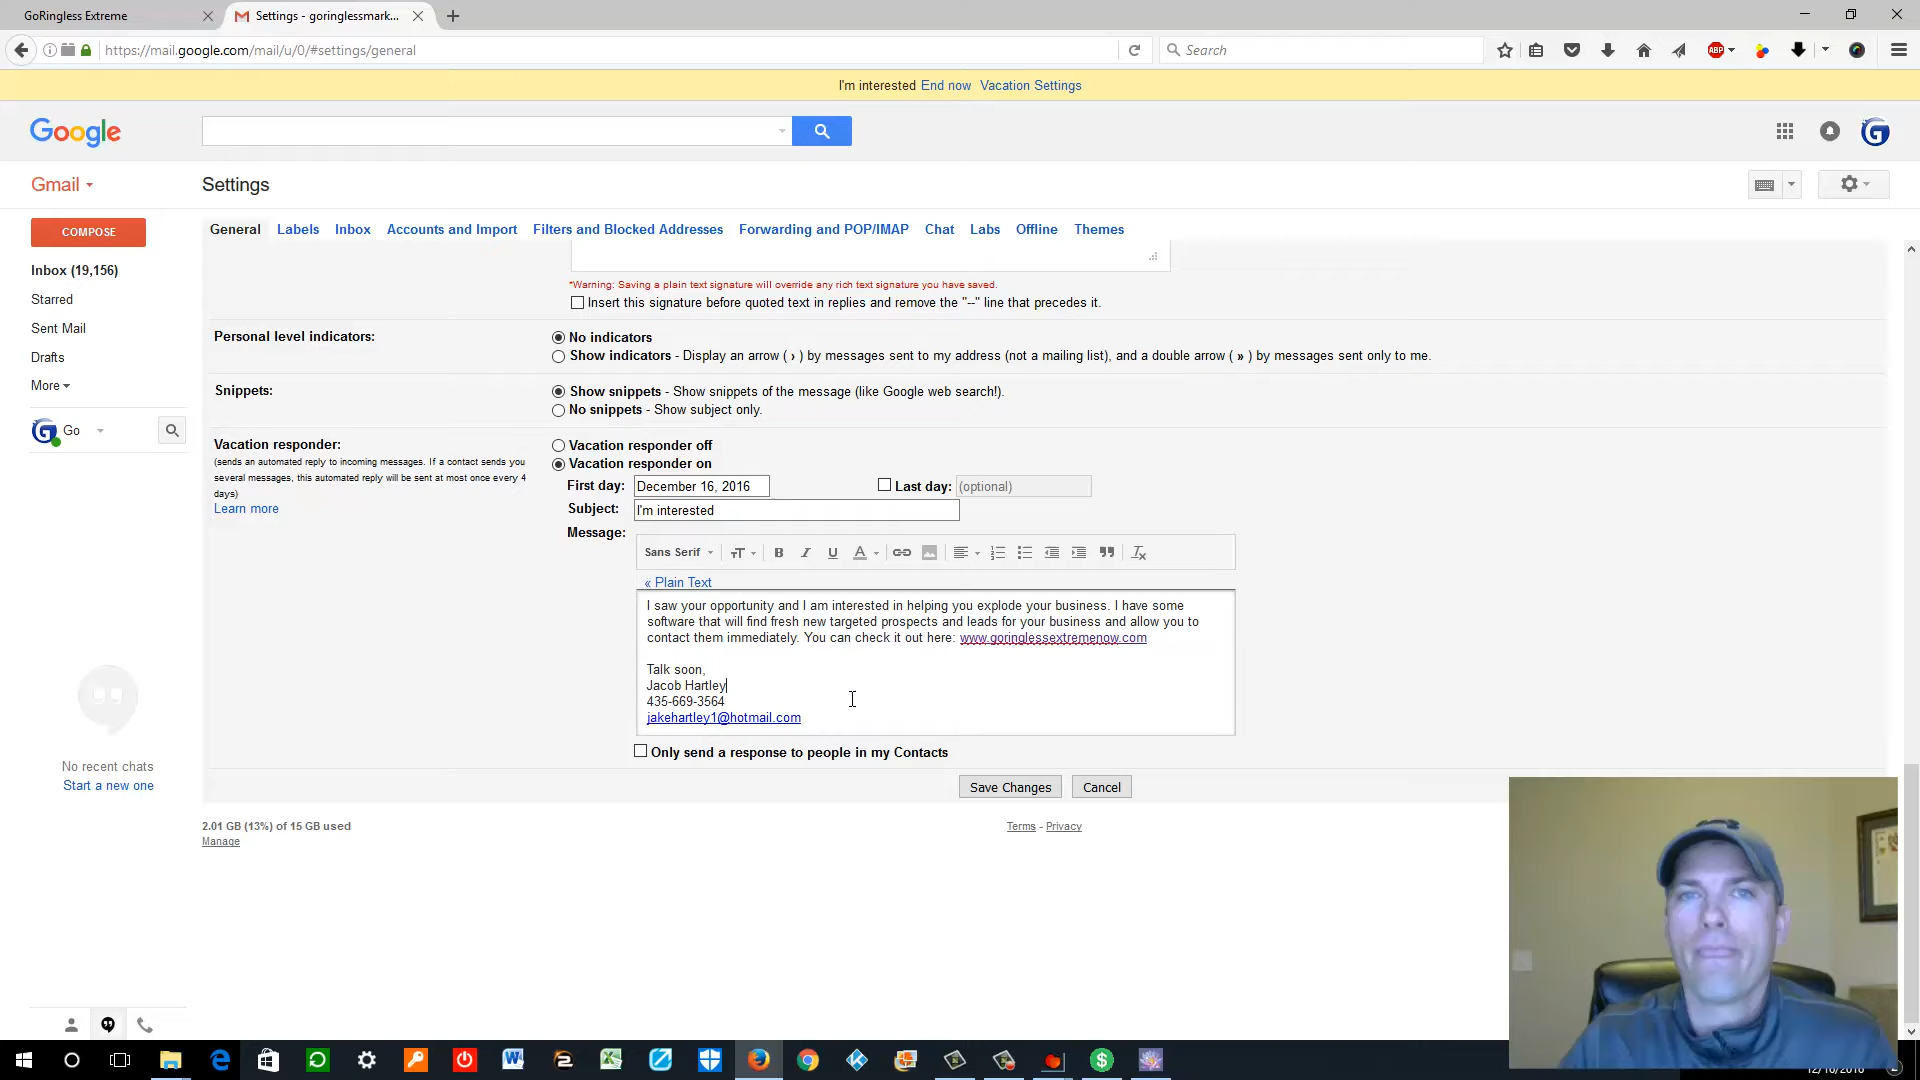 GoRingless Extreme
Settings - goringlessmark...
https://mail.google.com/mail/u/0/#settings/general
Search
ABP
I'm interested End now Vacation Settings
Google
G
Gmail
Settings
COMPOSE
General Labels Inbox Accounts and Import Filters and Blocked Addresses Forwarding and POP/IMAP Chat Labs Offline Themes
Inbox (19,156)
Starred
Sent Mail
Drafts
More
Go
No recent chats
Start a new one
*Warning: Saving a plain text signature will override any rich text signature you have saved.
Insert this signature before quoted text in replies and remove the "--" line that precedes it.
Personal level indicators:
No indicators
Show indicators - Display an arrow ( › ) by messages sent to my address (not a mailing list), and a double arrow ( » ) by messages sent only to me.
Snippets:
Show snippets - Show snippets of the message (like Google web search!).
No snippets - Show subject only.
Vacation responder:
(sends an automated reply to incoming messages. If a contact sends you
several messages, this automated reply will be sent at most once every 4
days)
Learn more
Vacation responder off
Vacation responder on
First day: December 16, 2016 Last day: (optional)
Subject: I'm interested
Message:
Sans Serif
« Plain Text
I saw your opportunity and I am interested in helping you explode your business. I have some
software that will find fresh new targeted prospects and leads for your business and allow you to
contact them immediately. You can check it out here: www.goringlessextremenow.com
Talk soon,
Jacob Hartley
435-669-3564
jakehartley1@hotmail.com
Only send a response to people in my Contacts
Save Changes Cancel
2.01 GB (13%) of 15 GB used
Manage
Terms - Privacy